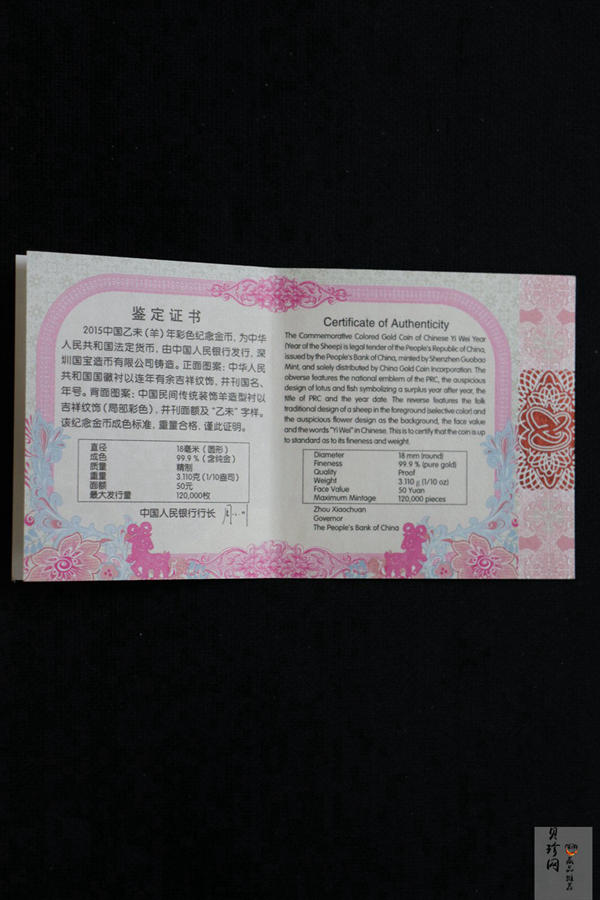 鉴定证书
2015中国乙未(羊)年彩色纪念金币，为中华
人民共和国法定货币，由中国人民银行发行，深
圳国宝造币有限公司铸造。正面图案：中华人民
共和国国徽衬以连年有余吉祥纹饰，并刊国名、
年号。背面图案：中国民间传统装饰羊造型衬以
吉祥纹饰(局部彩色)，并刊面额及“乙未”字样。
该纪念金币成色标准，重量合格，谨此证明。
直径 18毫米（圆形）
成色 99.9％（含纯金）
质量 精制
重量 3.110克(1/10盎司)
面额 50元
最大发行量 120,000枚
中国人民银行行长
Certificate of Authenticity
The Commemorative Colored Gold Coin of Chinese Yi Wei Year
(Year of the Sheep) is legal tender of the People's Republic of China,
issued by the People's Bank of China, minted by Shenzhen Guobao
Mint, and solely distributed by China Gold Coin Incorporation. The
obverse features the national emblem of the PRC, the auspicious
design of lotus and fish symbolizing a surplus year after year, the
title of PRC and the year date. The reverse features the folk
traditional design of a sheep in the foreground (selective color) and
the auspicious flower design as the background, the face value
and the words "Yi Wei" in Chinese. This is to certify that the coin is up
to standard as to its fineness and weight.
Diameter 18 mm (round)
Fineness 99.9 % (pure gold)
Quality Proof
Weight 3.110 g (1/10 oz)
Face Value 50 Yuan
Maximum Mintage 120,000 pieces
Zhou Xiaochuan
Governor
The People's Bank of China
贝珍网